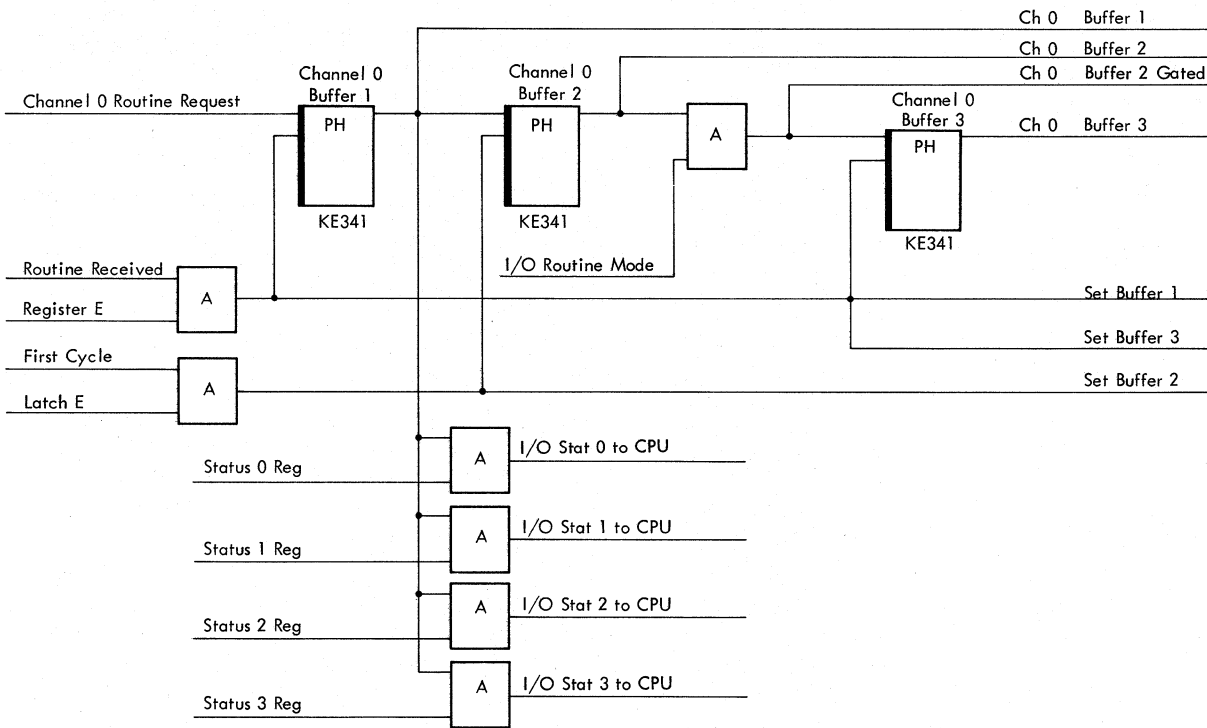 Ch 0 Buffer 1
Ch 0 Buffer 2
Ch 0 Buffer 2 Gated
Channel 0
Buffer 1
Channel 0
Buffer 2
Channel 0
Buffer 3
Channel 0 Routine Request
PH
PH
A
PH
Ch 0 Buffer 3
KE341
KE341
KE341
I/O Routine Mode
Routine Received
A
Register E
Set Buffer 1
Set Buffer 3
First Cycle
A
Latch E
Set Buffer 2
Status 0 Reg
A
I/O Stat 0 to CPU
Status 1 Reg
A
I/O Stat 1 to CPU
Status 2 Reg
A
I/O Stat 2 to CPU
Status 3 Reg
A
I/O Stat 3 to CPU